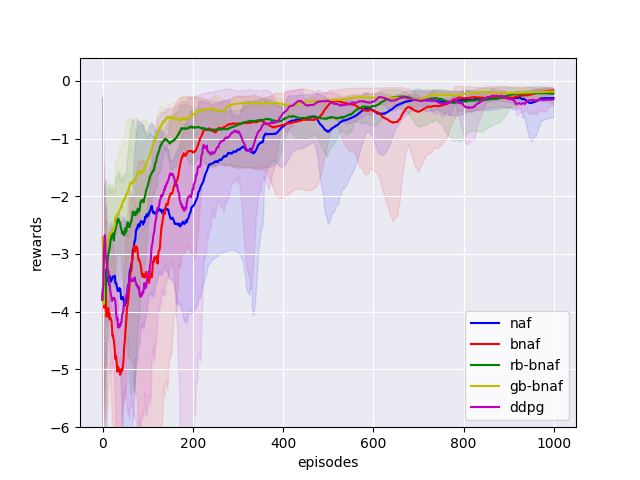 0
−1
−2
−3
−4
−5
−6
rewards
0
200
400
600
800
1000
episodes
naf
bnaf
rb-bnaf
gb-bnaf
ddpg